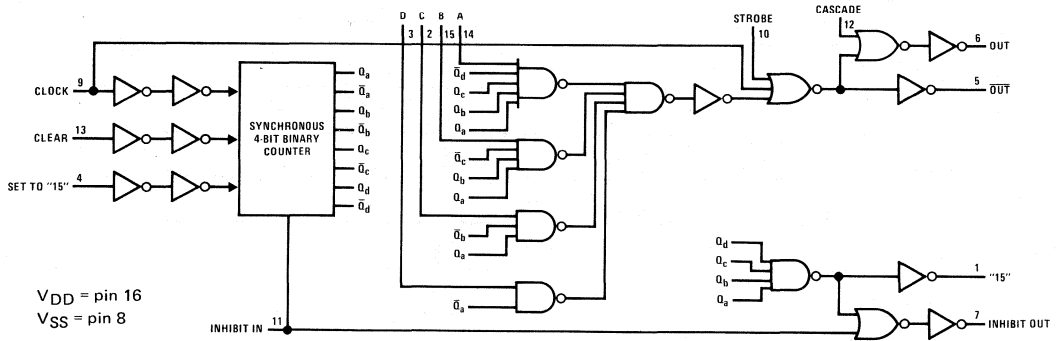 D C B A
3 2 15 14
STROBE
10
CASCADE
12
6
OUT
5
O̅U̅T̅
CLOCK
9
CLEAR
13
SET TO "15"
4
SYNCHRONOUS
4-BIT BINARY
COUNTER
Qa
Q̅a
Qb
Q̅b
Qc
Q̅c
Qd
Q̅d
Q̅d
Qc
Qb
Qa
Q̅c
Qb
Qa
Q̅b
Qa
Q̅a
Qd
Qc
Qb
Qa
1
"15"
7
INHIBIT OUT
INHIBIT IN
11
VDD = pin 16
VSS = pin 8